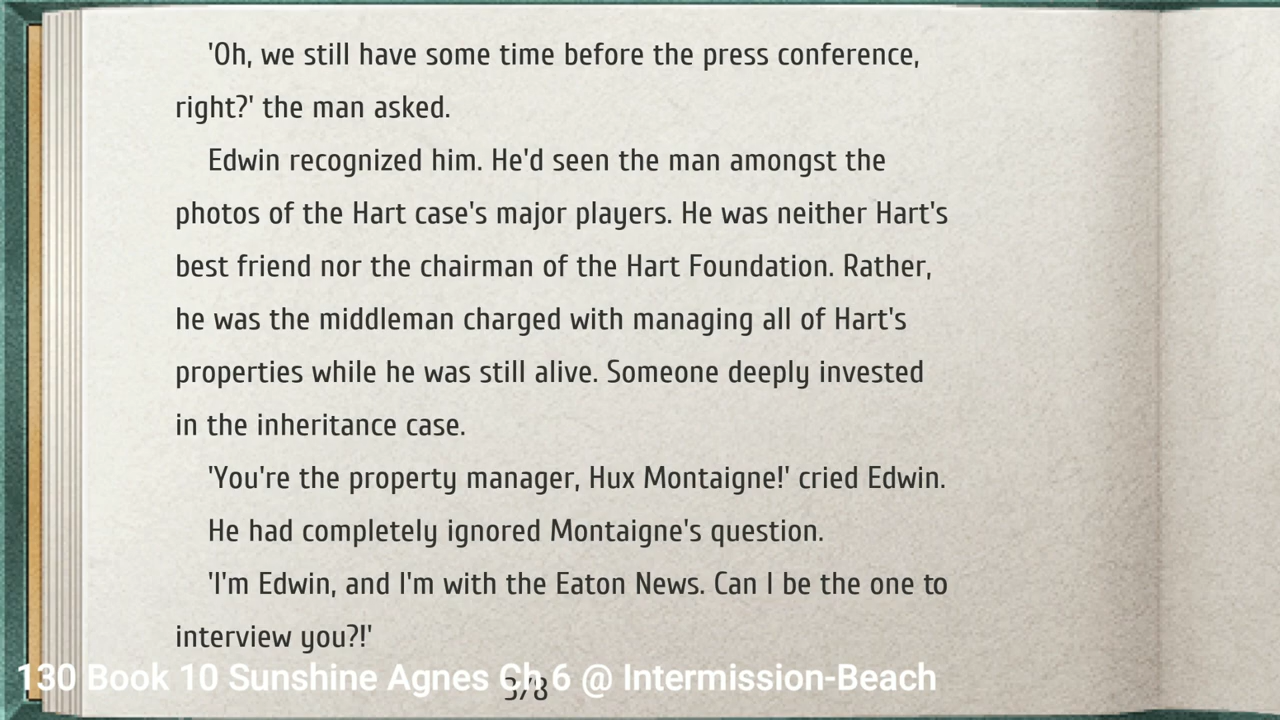 'Oh, we still have some time before the press conference,
right?' the man asked.
Edwin recognized him. He'd seen the man amongst the
photos of the Hart case's major players. He was neither Hart's
best friend nor the chairman of the Hart Foundation. Rather,
he was the middleman charged with managing all of Hart's
properties while he was still alive. Someone deeply invested
in the inheritance case.
'You're the property manager, Hux Montaigne!' cried Edwin.
He had completely ignored Montaigne's question.
'I'm Edwin, and I'm with the Eaton News. Can I be the one to
interview you?!'
130 Book 10 Sunshine Agnes Ch 6 @ Intermission-Beach
3/8